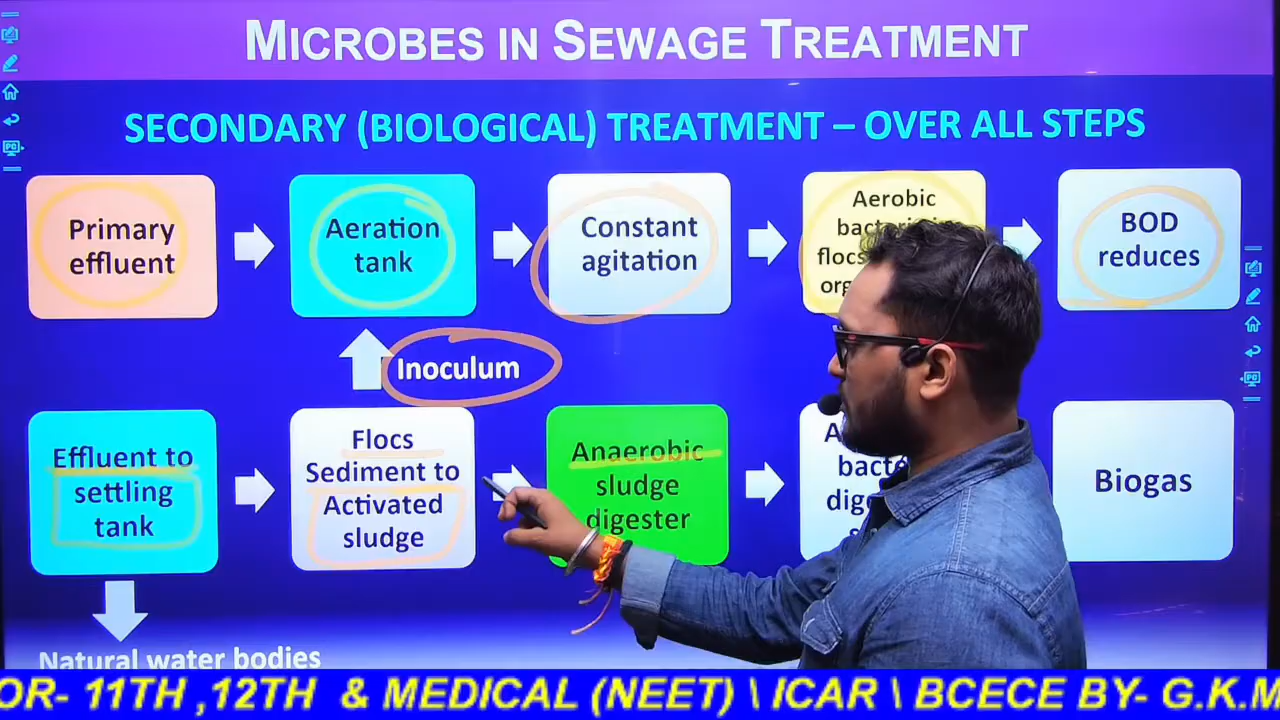 MICROBES IN SEWAGE TREATMENT
SECONDARY (BIOLOGICAL) TREATMENT – OVER ALL STEPS
Primary
effluent
Aeration
tank
Constant
agitation
Aerobic
BOD
reduces
Inoculum
Effluent to
settling
tank
Flocs
Sediment to
Activated
sludge
Anaerobic
sludge
digester
Biogas
Natural water bodies
OR- 11TH ,12TH & MEDICAL (NEET) \ ICAR \ BCECE BY- G.K.M